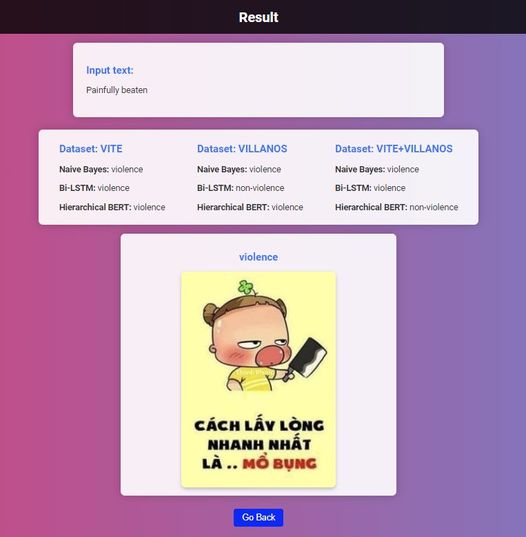 Result
Input text:
Painfully beaten
Dataset: VITE
Naive Bayes: violence
Bi-LSTM: violence
Hierarchical BERT: violence
Dataset: VILLANOS
Naive Bayes: violence
Bi-LSTM: non-violence
Hierarchical BERT: violence
Dataset: VITE+VILLANOS
Naive Bayes: violence
Bi-LSTM: violence
Hierarchical BERT: non-violence
violence
CÁCH LẤY LÒNG
NHANH NHẤT
LÀ .. MỔ BỤNG
Go Back